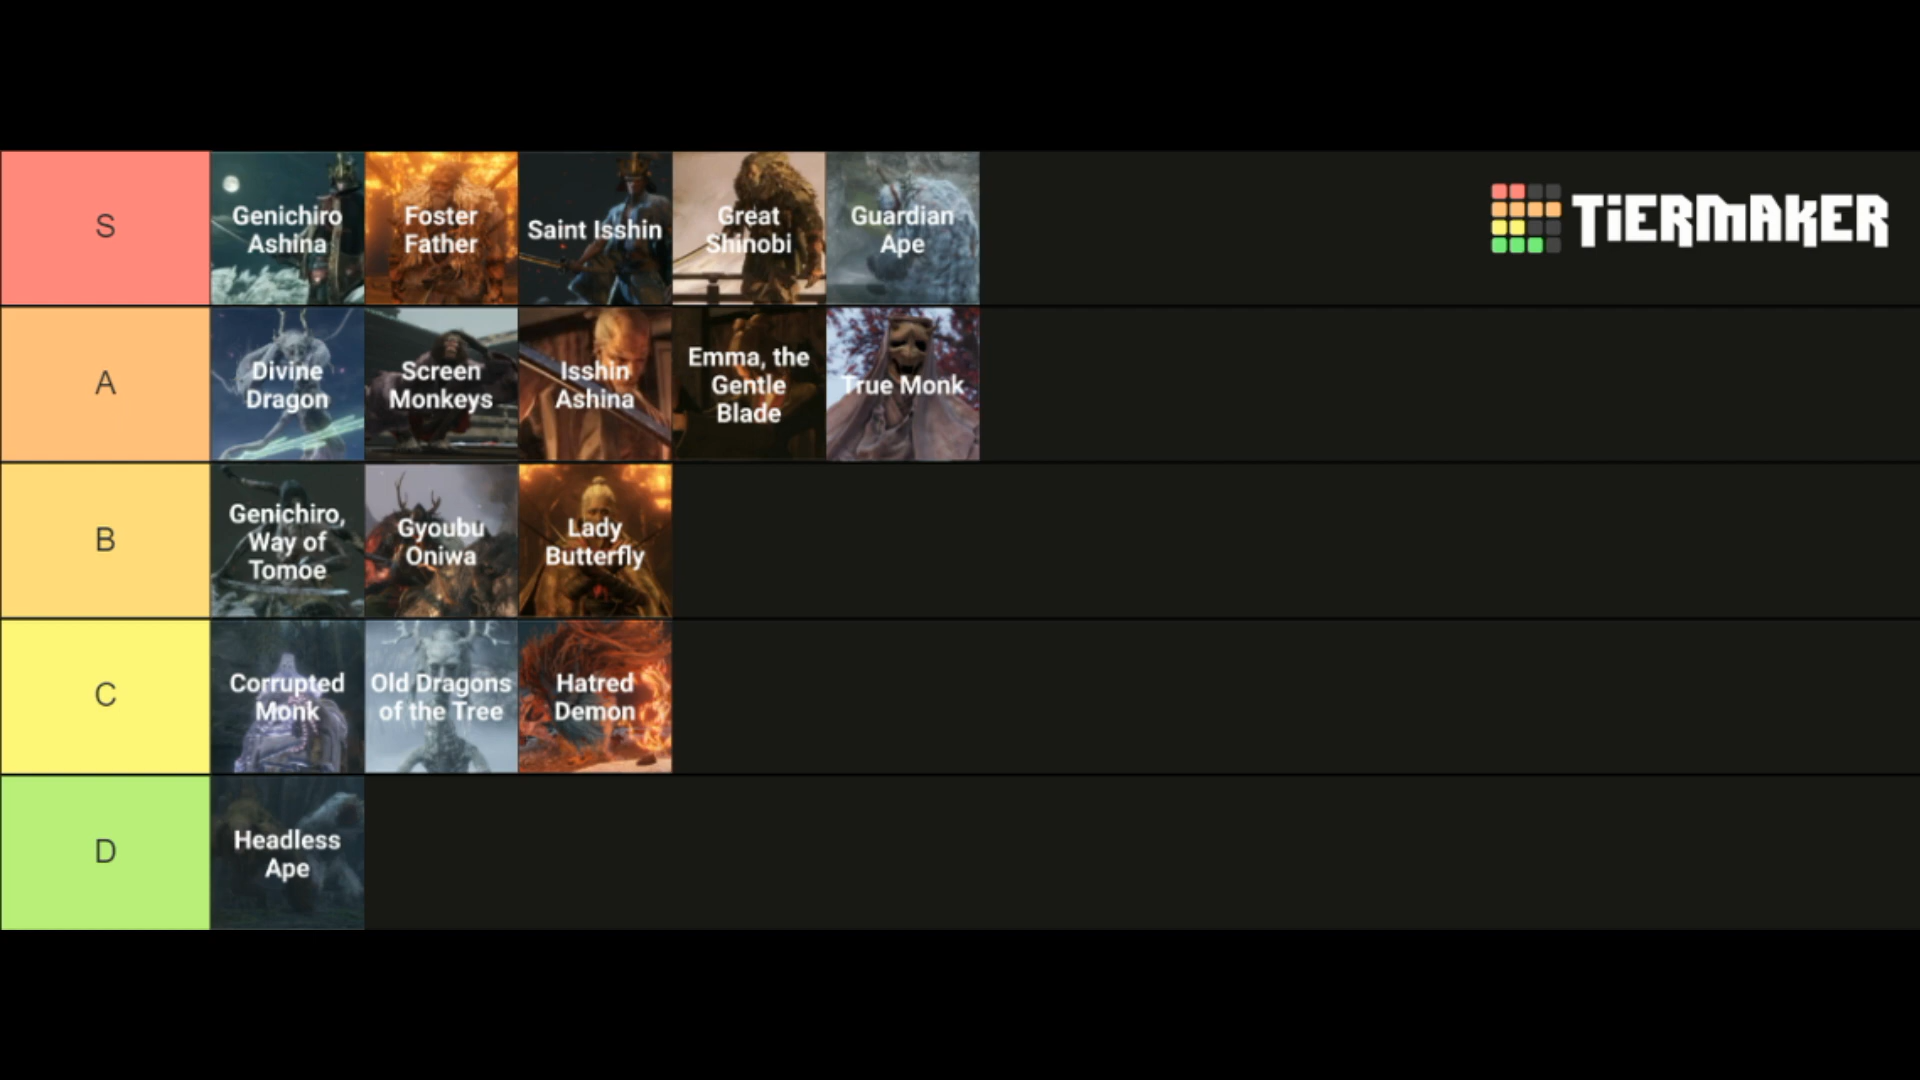 S
Genichiro
Ashina
Foster
Father
Saint Isshin
Great
Shinobi
Guardian
Ape
TiERMAKER
A
Divine
Dragon
Screen
Monkeys
Isshin
Ashina
Emma, the
Gentle
Blade
True Monk
B
Genichiro,
Way of
Tomoe
Gyoubu
Oniwa
Lady
Butterfly
C
Corrupted
Monk
Old Dragons
of the Tree
Hatred
Demon
D
Headless
Ape